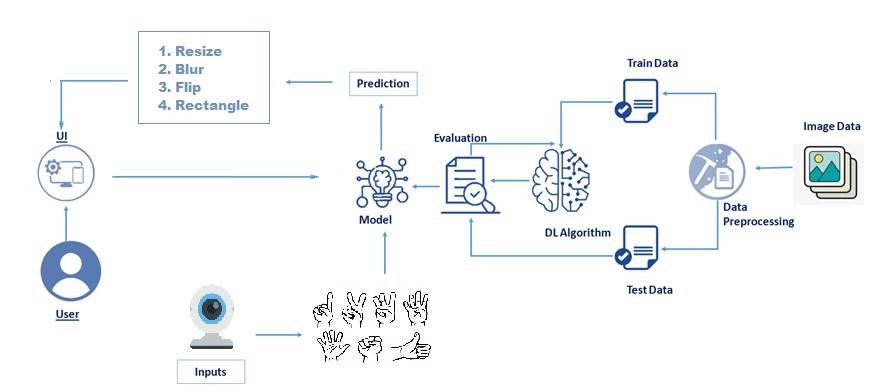 1. Resize
2. Blur
3. Flip
4. Rectangle
Prediction
Train Data
Image Data
UI
Evaluation
Model
DL Algorithm
Data
Preprocessing
User
Test Data
Inputs